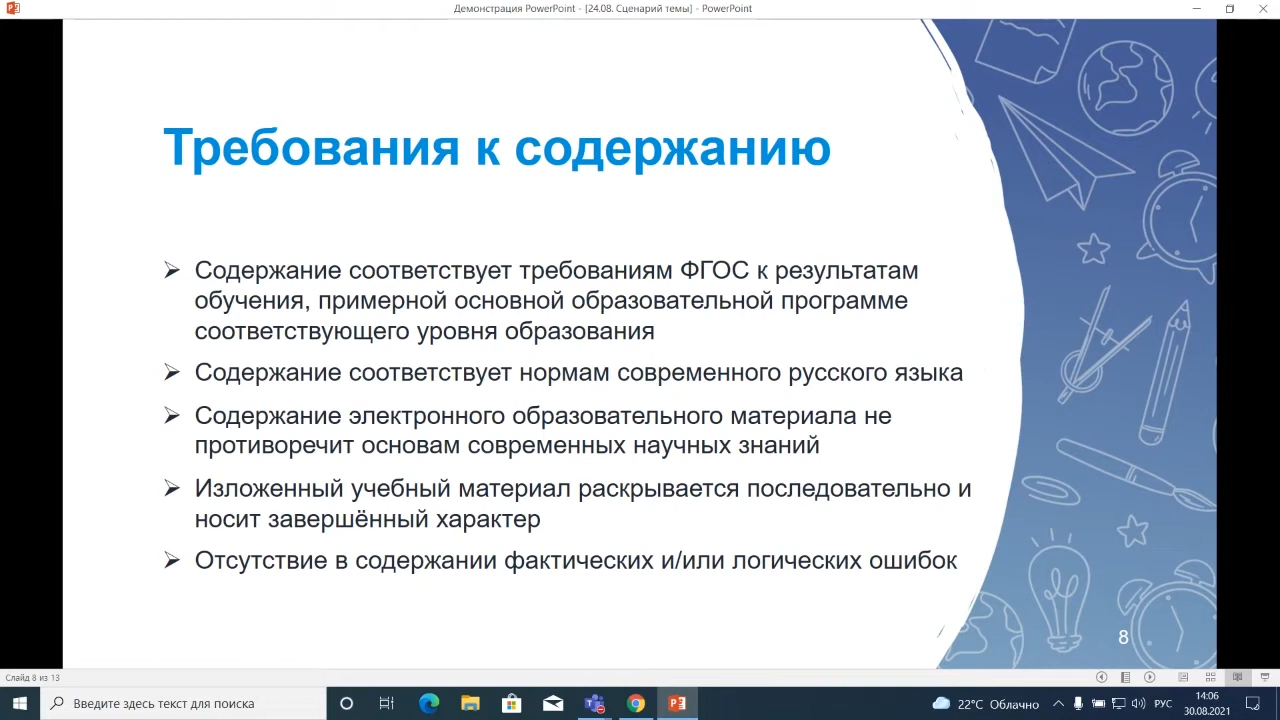 Демонстрация PowerPoint - [24.08. Сценарий темы] - PowerPoint
Требования к содержанию
Содержание соответствует требованиям ФГОС к результатам
обучения, примерной основной образовательной программе
соответствующего уровня образования
Содержание соответствует нормам современного русского языка
Содержание электронного образовательного материала не
противоречит основам современных научных знаний
Изложенный учебный материал раскрывается последовательно и
носит завершённый характер
Отсутствие в содержании фактических и/или логических ошибок
8
Слайд 8 из 13
Введите здесь текст для поиска
22°C Облачно
РУС
14:06
30.08.2021